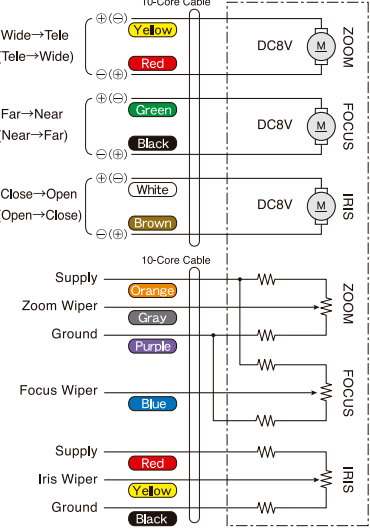 10-Core Cable
Wide→Tele
(Tele→Wide)
⊕(⊖)
Yellow
Red
⊖(⊕)
DC8V
M
ZOOM
Far→Near
(Near→Far)
⊕(⊖)
Green
Black
⊖(⊕)
DC8V
M
FOCUS
Close→Open
(Open→Close)
⊕(⊖)
White
Brown
⊖(⊕)
DC8V
M
IRIS
10-Core Cable
Supply
Orange
Zoom Wiper
Gray
Ground
Purple
ZOOM
Focus Wiper
Blue
FOCUS
Supply
Red
Iris Wiper
Yellow
Ground
Black
IRIS